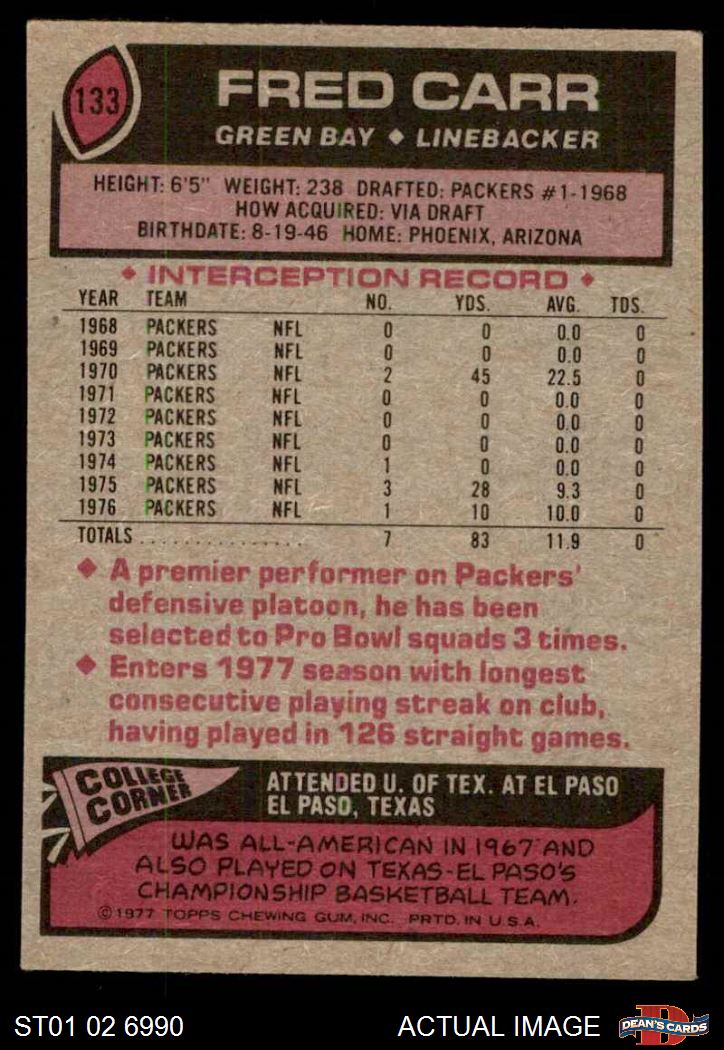 133
FRED CARR
GREEN BAY ♦ LINEBACKER
HEIGHT: 6'5" WEIGHT: 238 DRAFTED: PACKERS #1-1968
HOW ACQUIRED: VIA DRAFT
BIRTHDATE: 8-19-46 HOME: PHOENIX, ARIZONA
♦ INTERCEPTION RECORD ♦
YEAR TEAM NO. YDS. AVG. TDS.
1968 PACKERS NFL 0 0 0.0 0
1969 PACKERS NFL 0 0 0.0 0
1970 PACKERS NFL 2 45 22.5 0
1971 PACKERS NFL 0 0 0.0 0
1972 PACKERS NFL 0 0 0.0 0
1973 PACKERS NFL 0 0 0.0 0
1974 PACKERS NFL 1 0 0.0 0
1975 PACKERS NFL 3 28 9.3 0
1976 PACKERS NFL 1 10 10.0 0
TOTALS ................ 7 83 11.9 0
♦ A premier performer on Packers'
defensive platoon, he has been
selected to Pro Bowl squads 3 times.
♦ Enters 1977 season with longest
consecutive playing streak on club,
having played in 126 straight games.
COLLEGE
CORNER
ATTENDED U. OF TEX. AT EL PASO
EL PASO, TEXAS
WAS ALL-AMERICAN IN 1967 AND
ALSO PLAYED ON TEXAS-EL PASO'S
CHAMPIONSHIP BASKETBALL TEAM.
©1977 TOPPS CHEWING GUM, INC. PRTD. IN U.S.A.
ST01 02 6990
ACTUAL IMAGE
D
DEAN'S CARDS